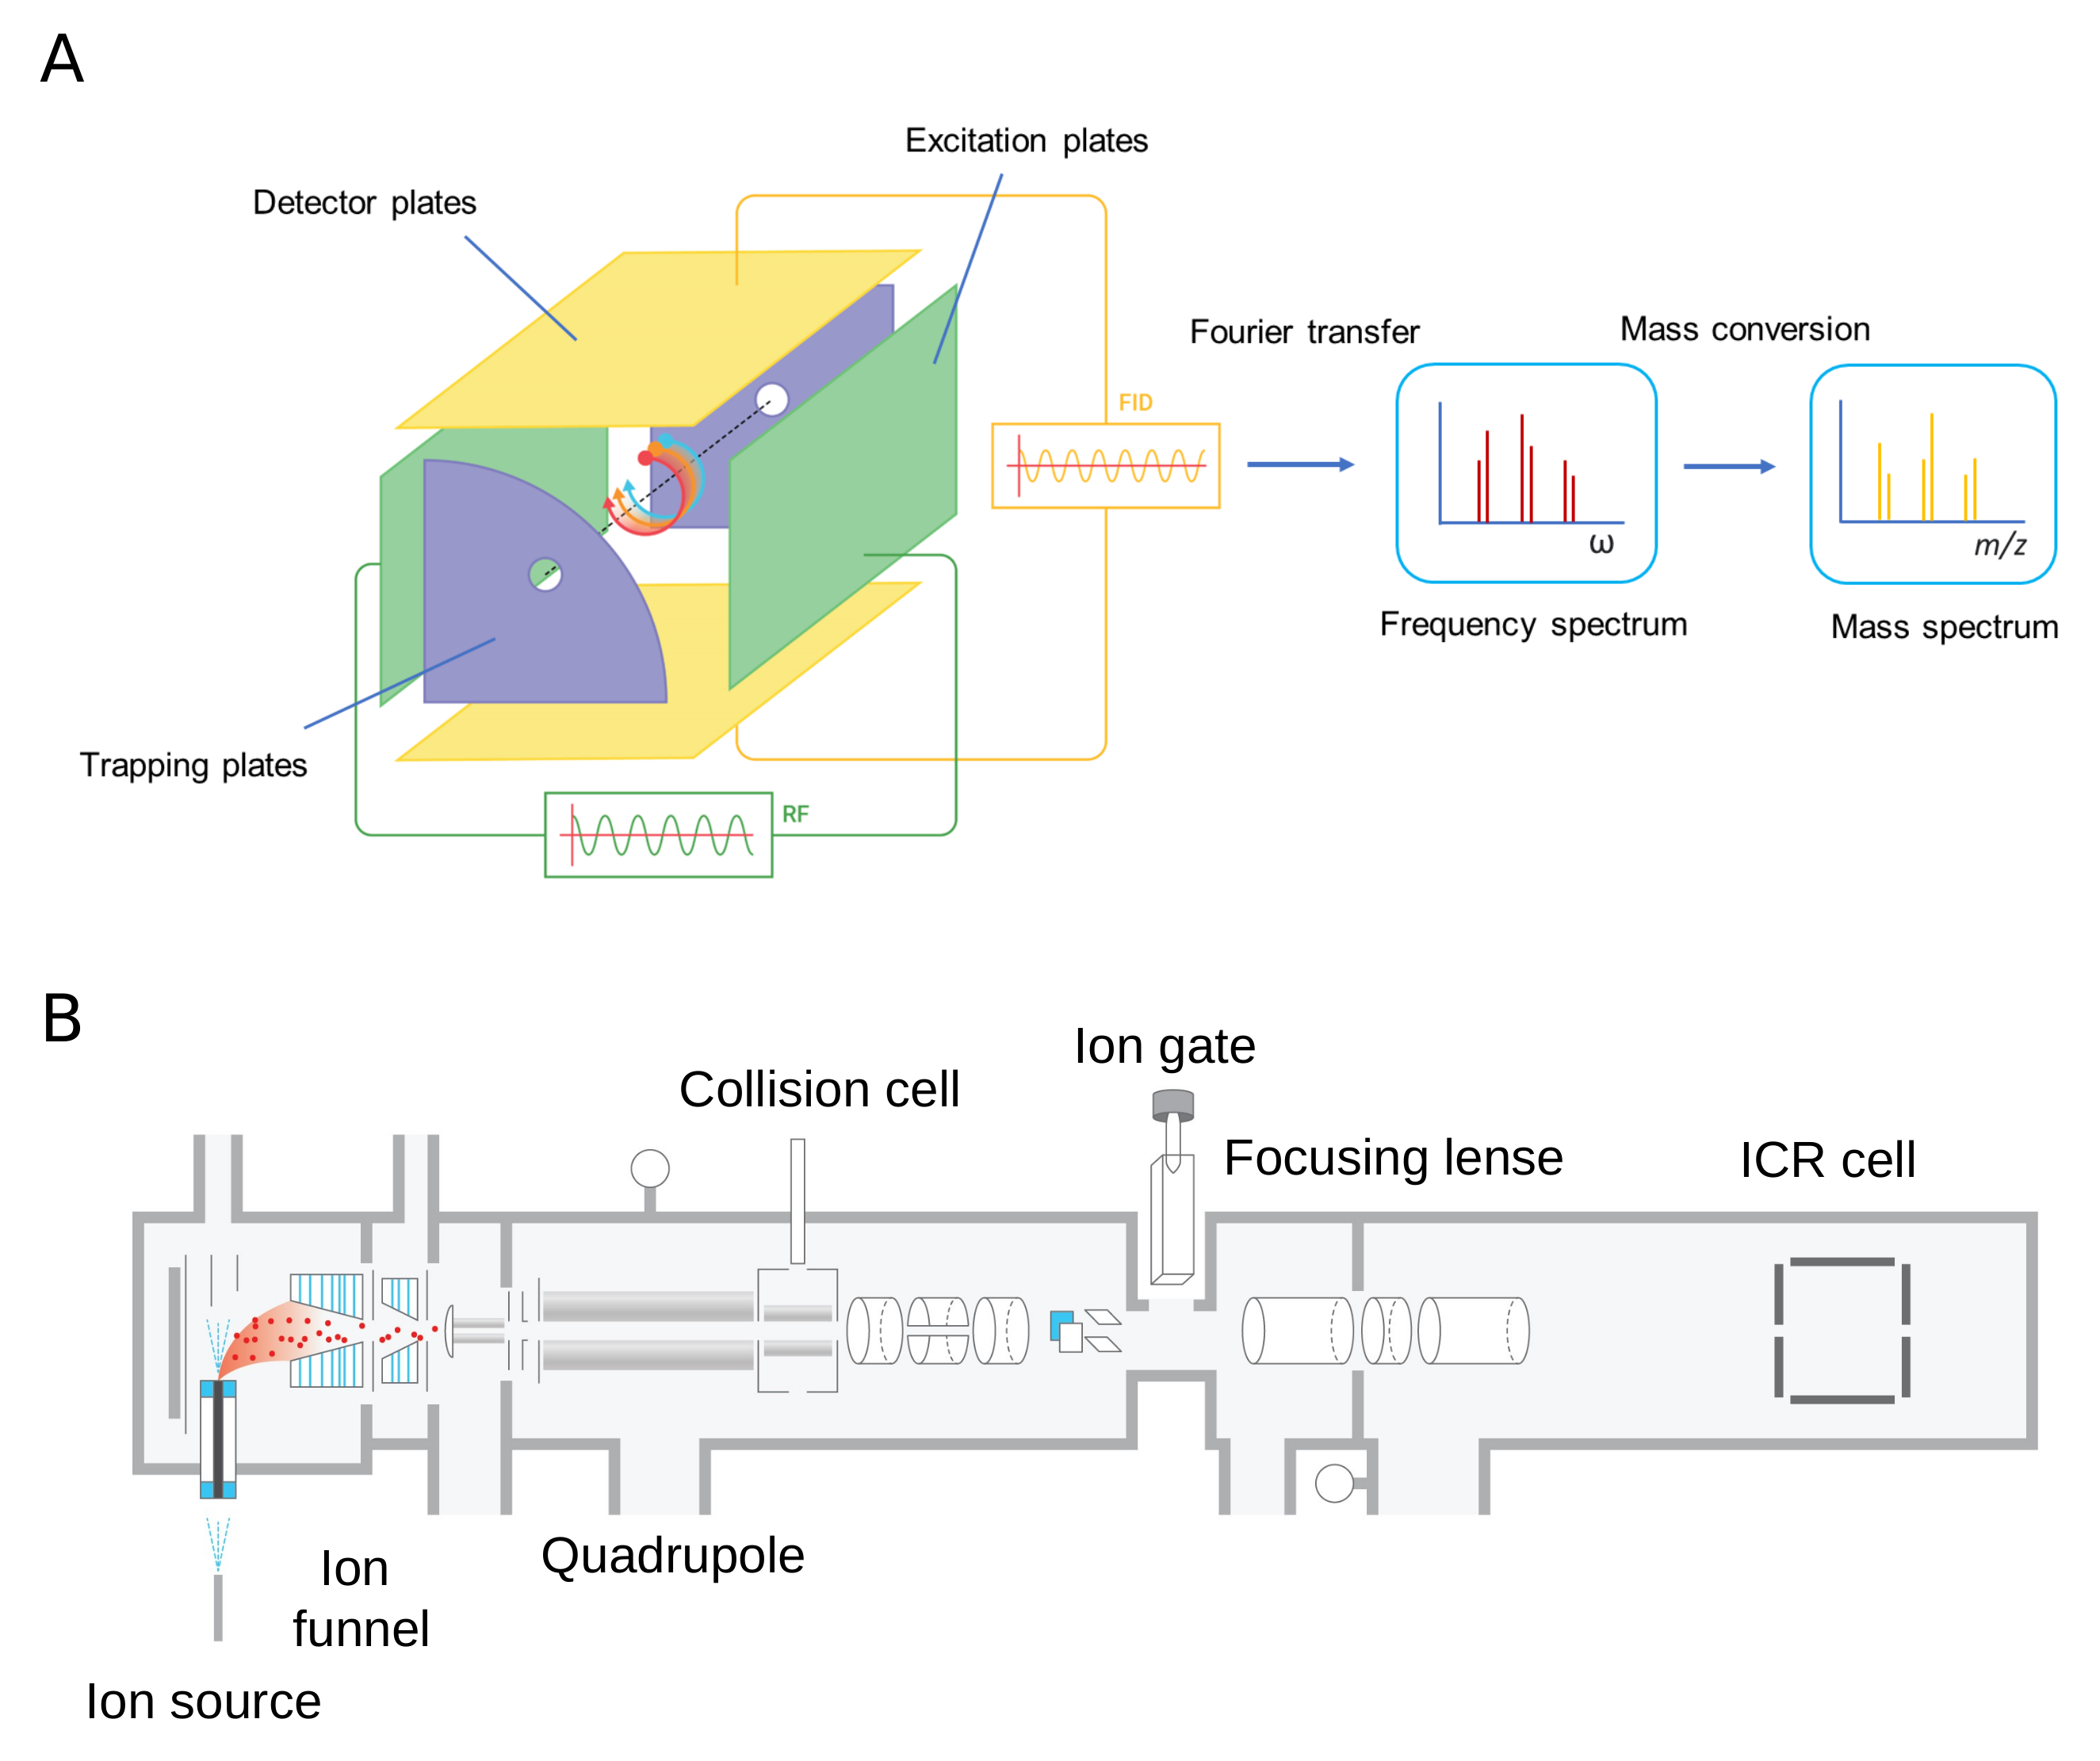 A
Excitation plates
Detector plates
Fourier transfer
Mass conversion
FID
ω
m/z
Frequency spectrum
Mass spectrum
Trapping plates
RF
B
Ion gate
Collision cell
Focusing lense
ICR cell
Quadrupole
Ion
funnel
Ion source